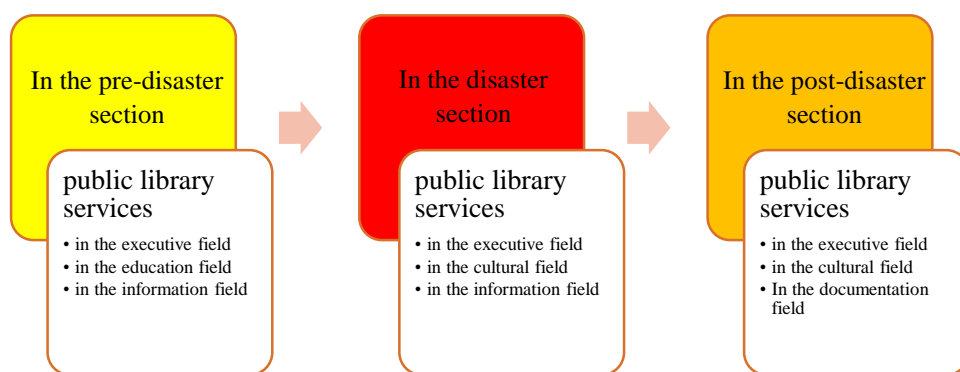 In the pre-disaster
section
public library
services
• in the executive field
• in the education field
• in the information field
In the disaster
section
public library
services
• in the executive field
• in the cultural field
• in the information field
In the post-disaster
section
public library
services
• in the executive field
• in the cultural field
• In the documentation
field